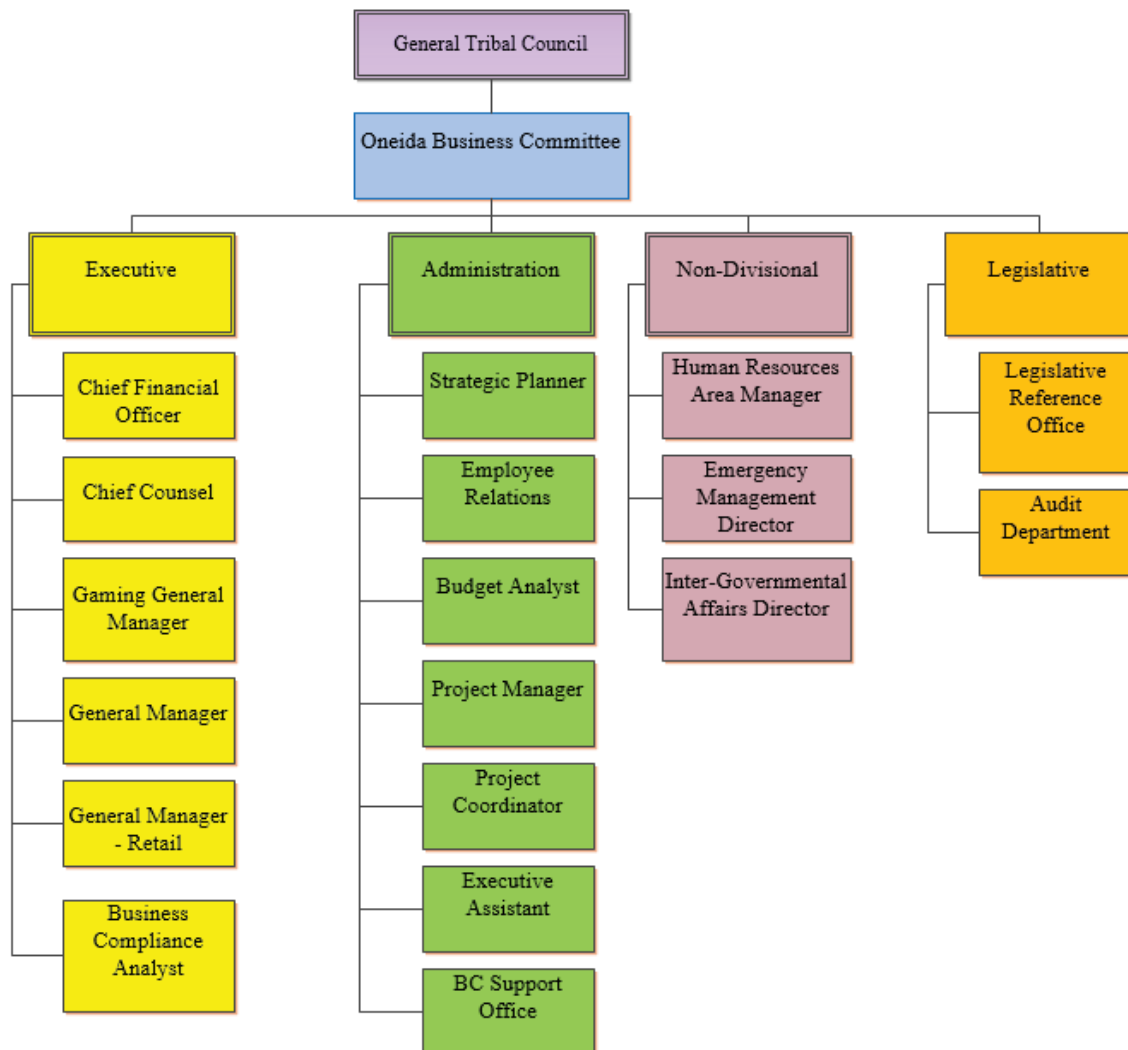 General Tribal Council
Oneida Business Committee
Executive
Chief Financial
Officer
Chief Counsel
Gaming General
Manager
General Manager
General Manager
- Retail
Business
Compliance
Analyst
Administration
Strategic Planner
Employee
Relations
Budget Analyst
Project Manager
Project
Coordinator
Executive
Assistant
BC Support
Office
Non-Divisional
Human Resources
Area Manager
Emergency
Management
Director
Inter-Governmental
Affairs Director
Legislative
Legislative
Reference
Office
Audit
Department